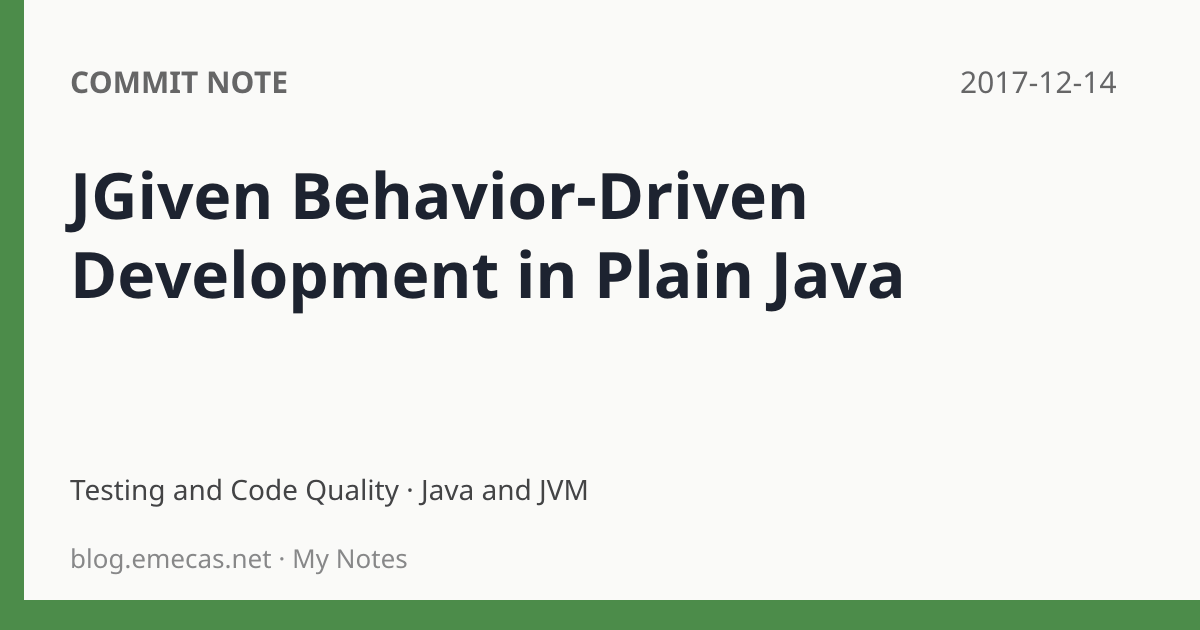 COMMIT NOTE
2017-12-14
JGiven Behavior-Driven
Development in Plain Java
Testing and Code Quality · Java and JVM
blog.emecas.net · My Notes